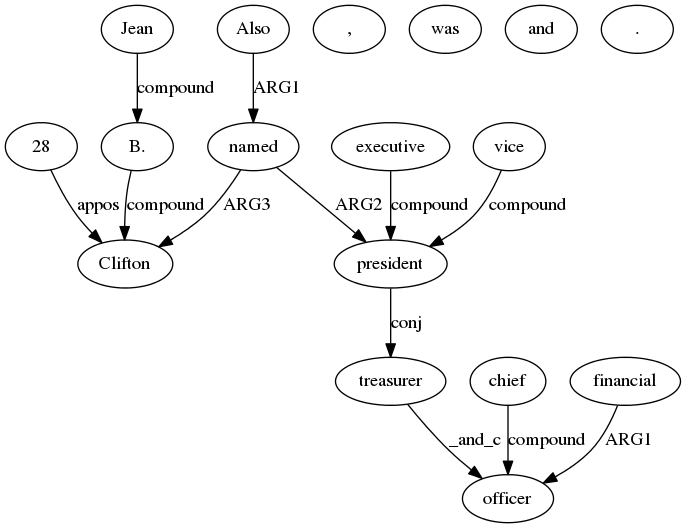 Jean Also , was and .
compound ARG1
28 B. named executive vice
appos compound ARG3 ARG2 compound compound
Clifton president
conj
treasurer chief financial
_and_c compound ARG1
officer